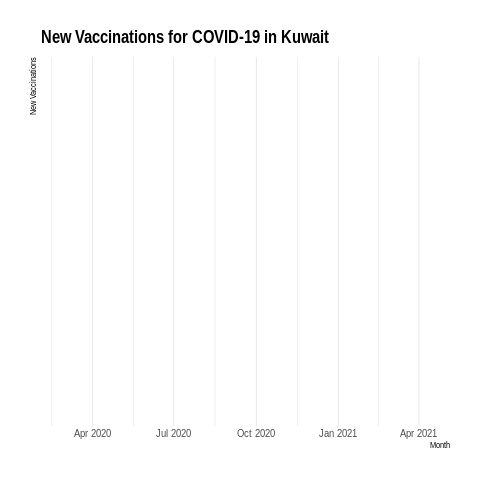 New Vaccinations for COVID-19 in Kuwait
New Vaccinations
Apr 2020 Jul 2020 Oct 2020 Jan 2021 Apr 2021
Month